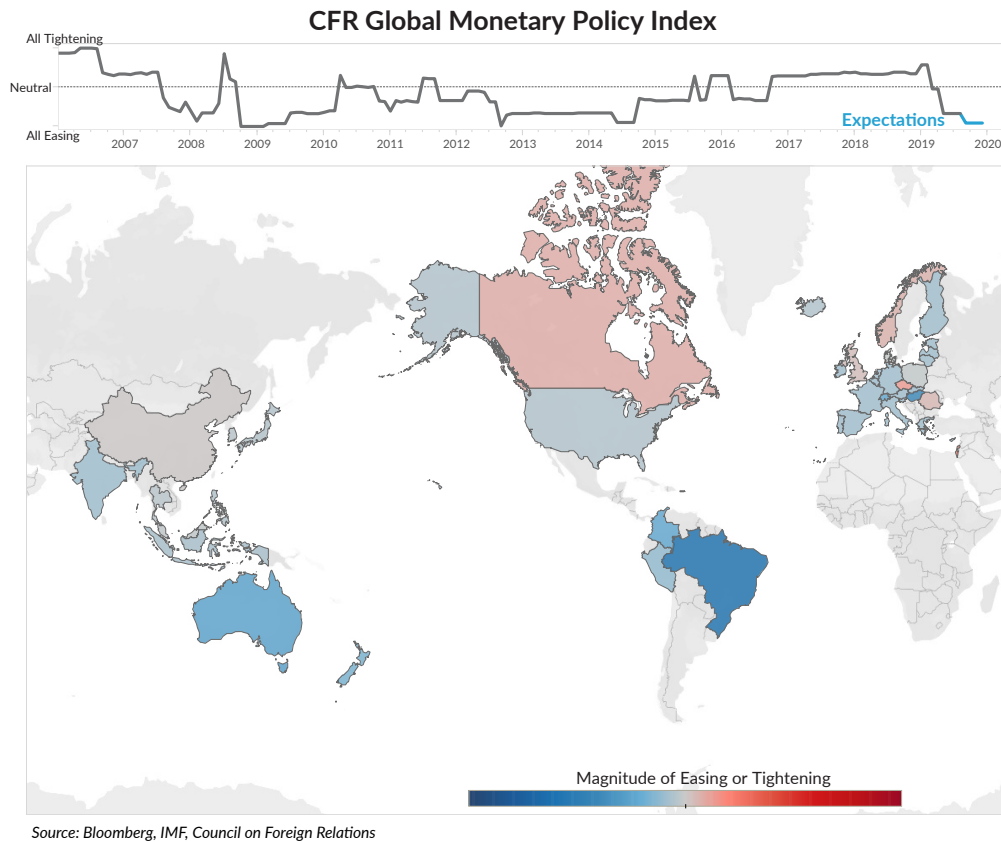 CFR Global Monetary Policy Index
All Tightening
Neutral
All Easing
Expectations
2007 2008 2009 2010 2011 2012 2013 2014 2015 2016 2017 2018 2019 2020
Magnitude of Easing or Tightening
Source: Bloomberg, IMF, Council on Foreign Relations